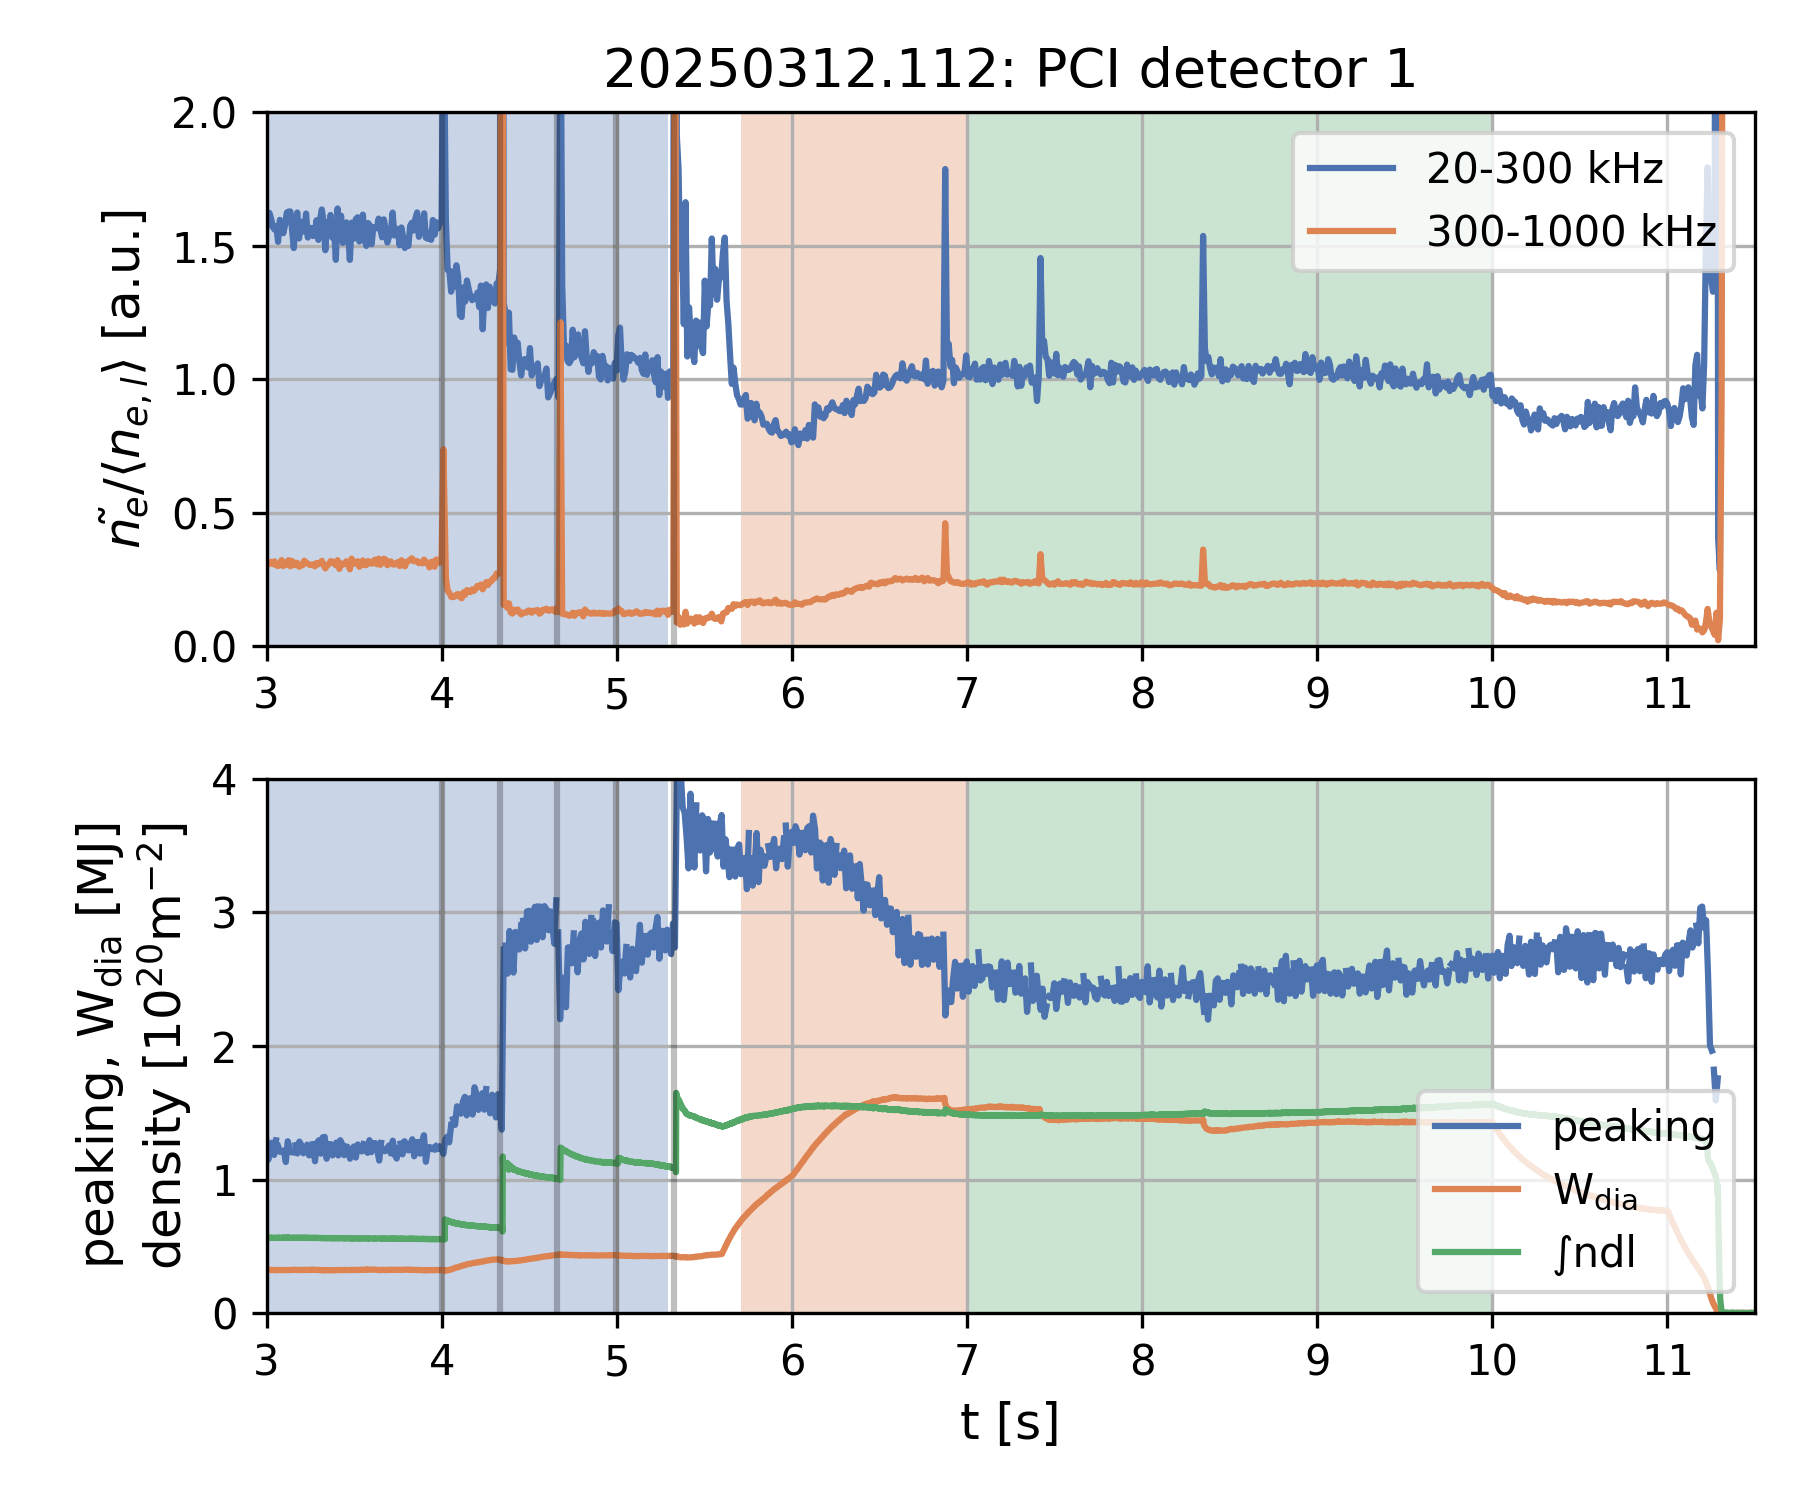 20250312.112: PCI detector 1
ñₑ/⟨nₑ,ₗ⟩ [a.u.]
2.0
1.5
1.0
0.5
0.0
20-300 kHz
300-1000 kHz
3 4 5 6 7 8 9 10 11
peaking, W_dia [MJ]
density [10²⁰m⁻²]
4
3
2
1
0
peaking
W_dia
∫ndl
3 4 5 6 7 8 9 10 11
t [s]